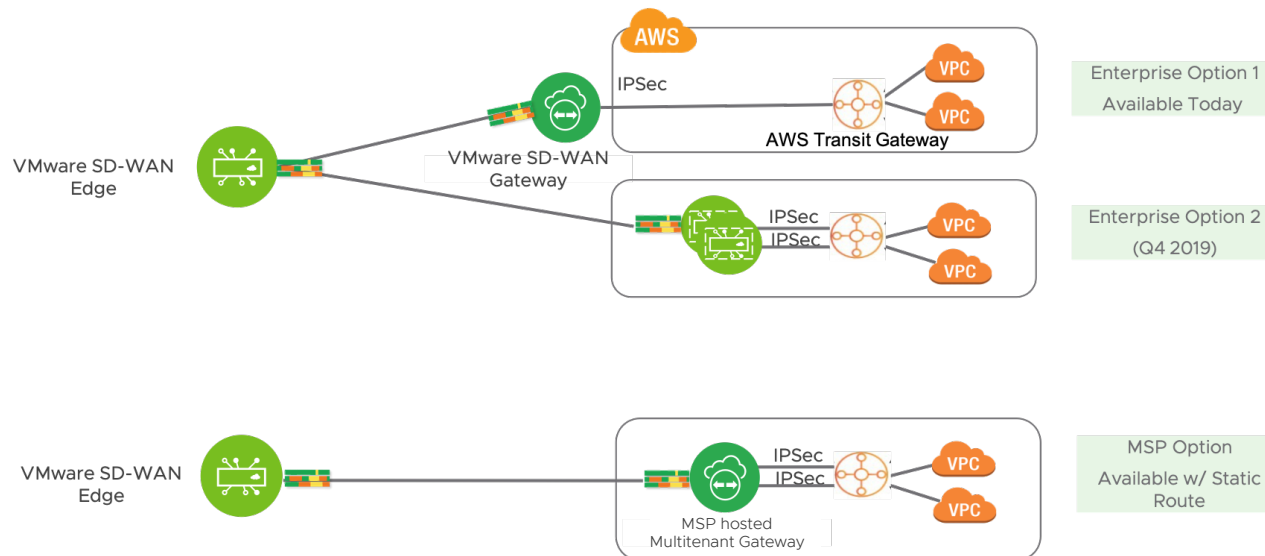 AWS
IPSec
VPC
VPC
AWS Transit Gateway
Enterprise Option 1
Available Today
VMware SD-WAN
Edge
VMware SD-WAN
Gateway
IPSec
IPSec
VPC
VPC
Enterprise Option 2
(Q4 2019)
VMware SD-WAN
Edge
IPSec
IPSec
MSP hosted
Multitenant Gateway
VPC
VPC
MSP Option
Available w/ Static
Route